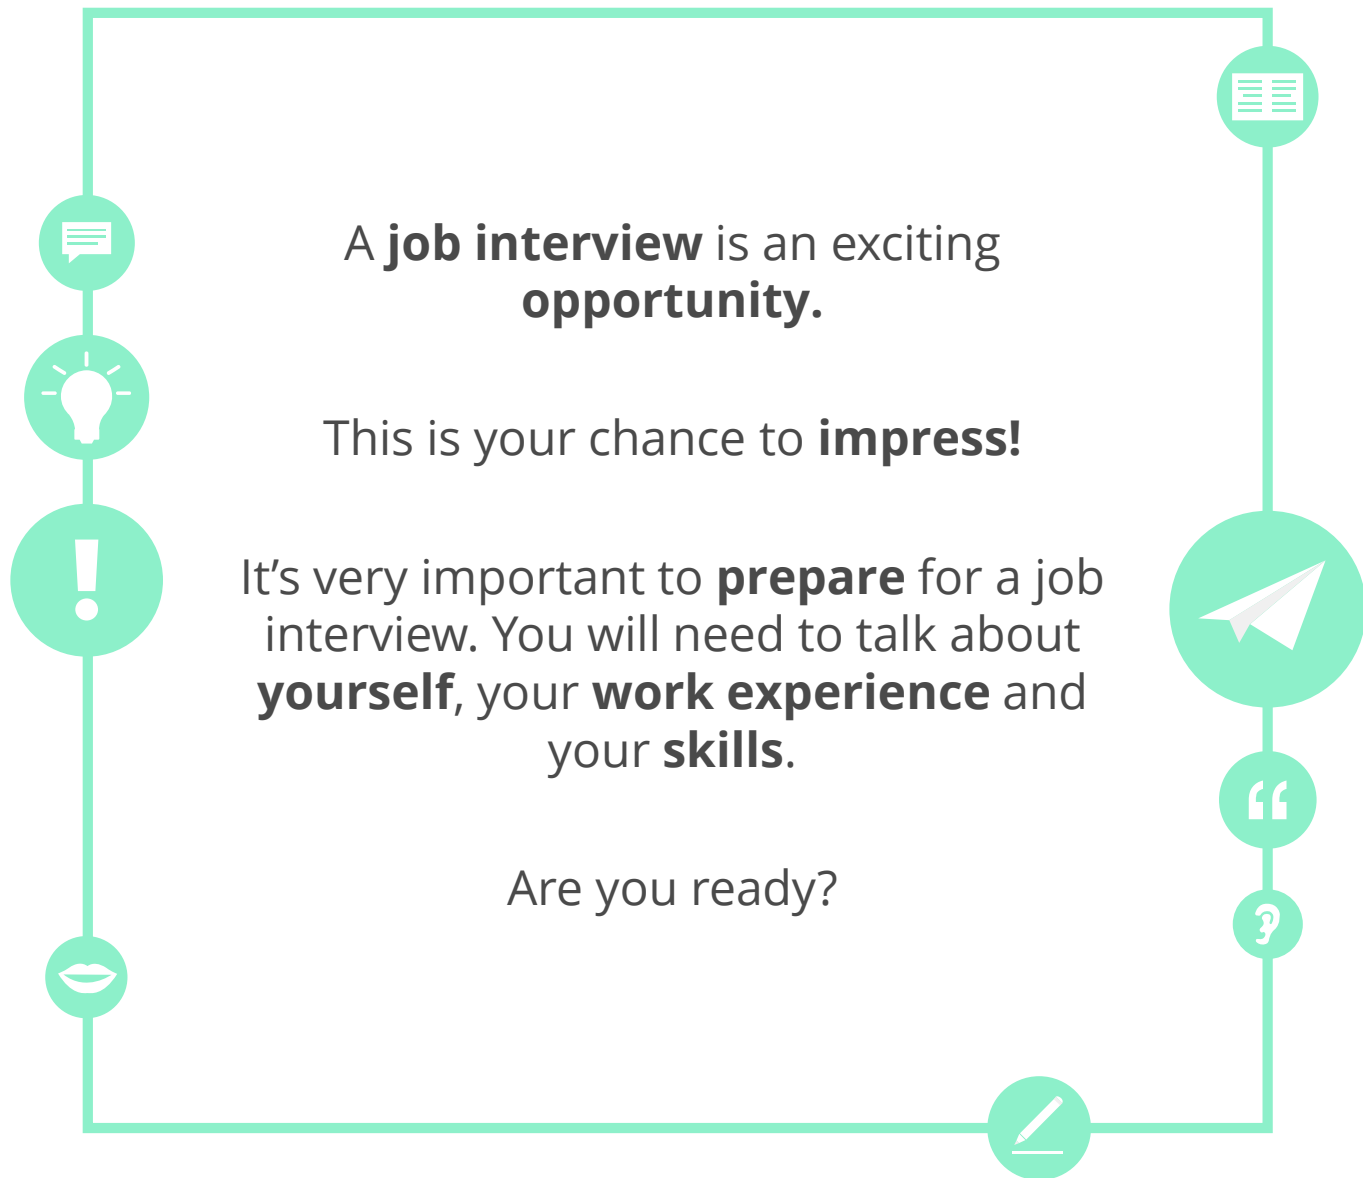 A job interview is an exciting
opportunity.
This is your chance to impress!
It’s very important to prepare for a job
interview. You will need to talk about
yourself, your work experience and
your skills.
Are you ready?